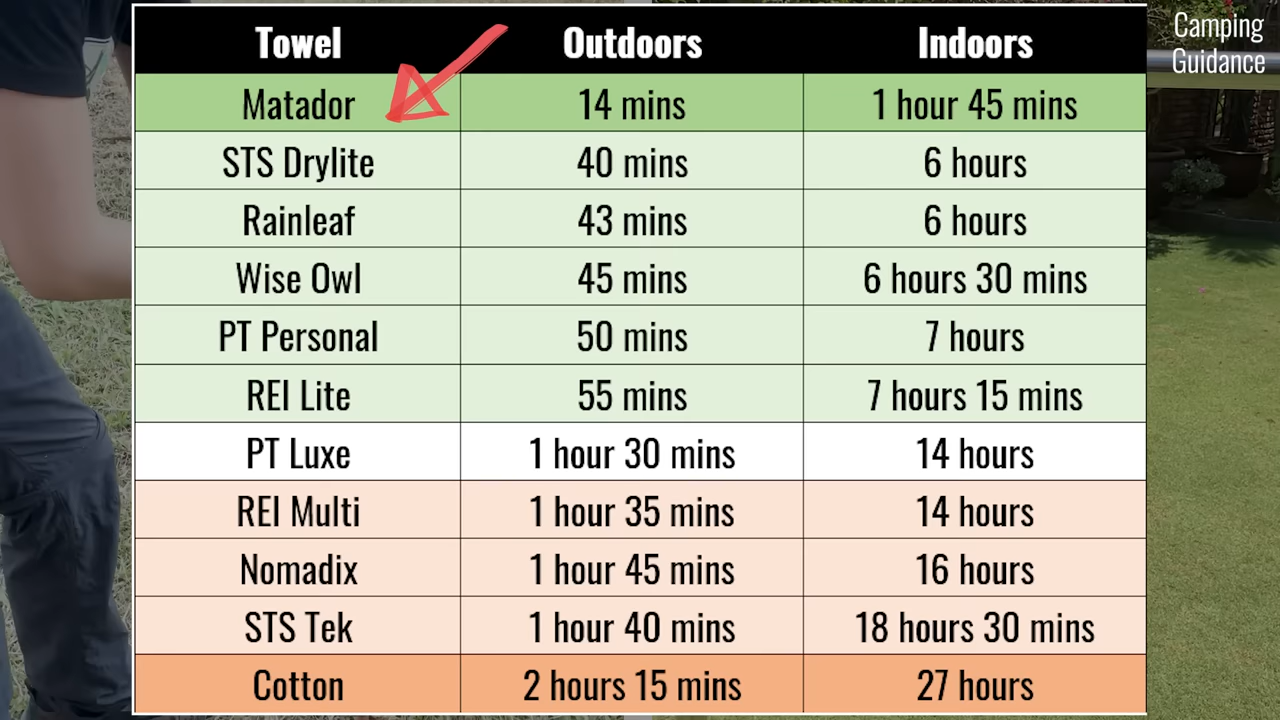 Towel Outdoors Indoors
Matador 14 mins 1 hour 45 mins
STS Drylite 40 mins 6 hours
Rainleaf 43 mins 6 hours
Wise Owl 45 mins 6 hours 30 mins
PT Personal 50 mins 7 hours
REI Lite 55 mins 7 hours 15 mins
PT Luxe 1 hour 30 mins 14 hours
REI Multi 1 hour 35 mins 14 hours
Nomadix 1 hour 45 mins 16 hours
STS Tek 1 hour 40 mins 18 hours 30 mins
Cotton 2 hours 15 mins 27 hours
Camping
Guidance